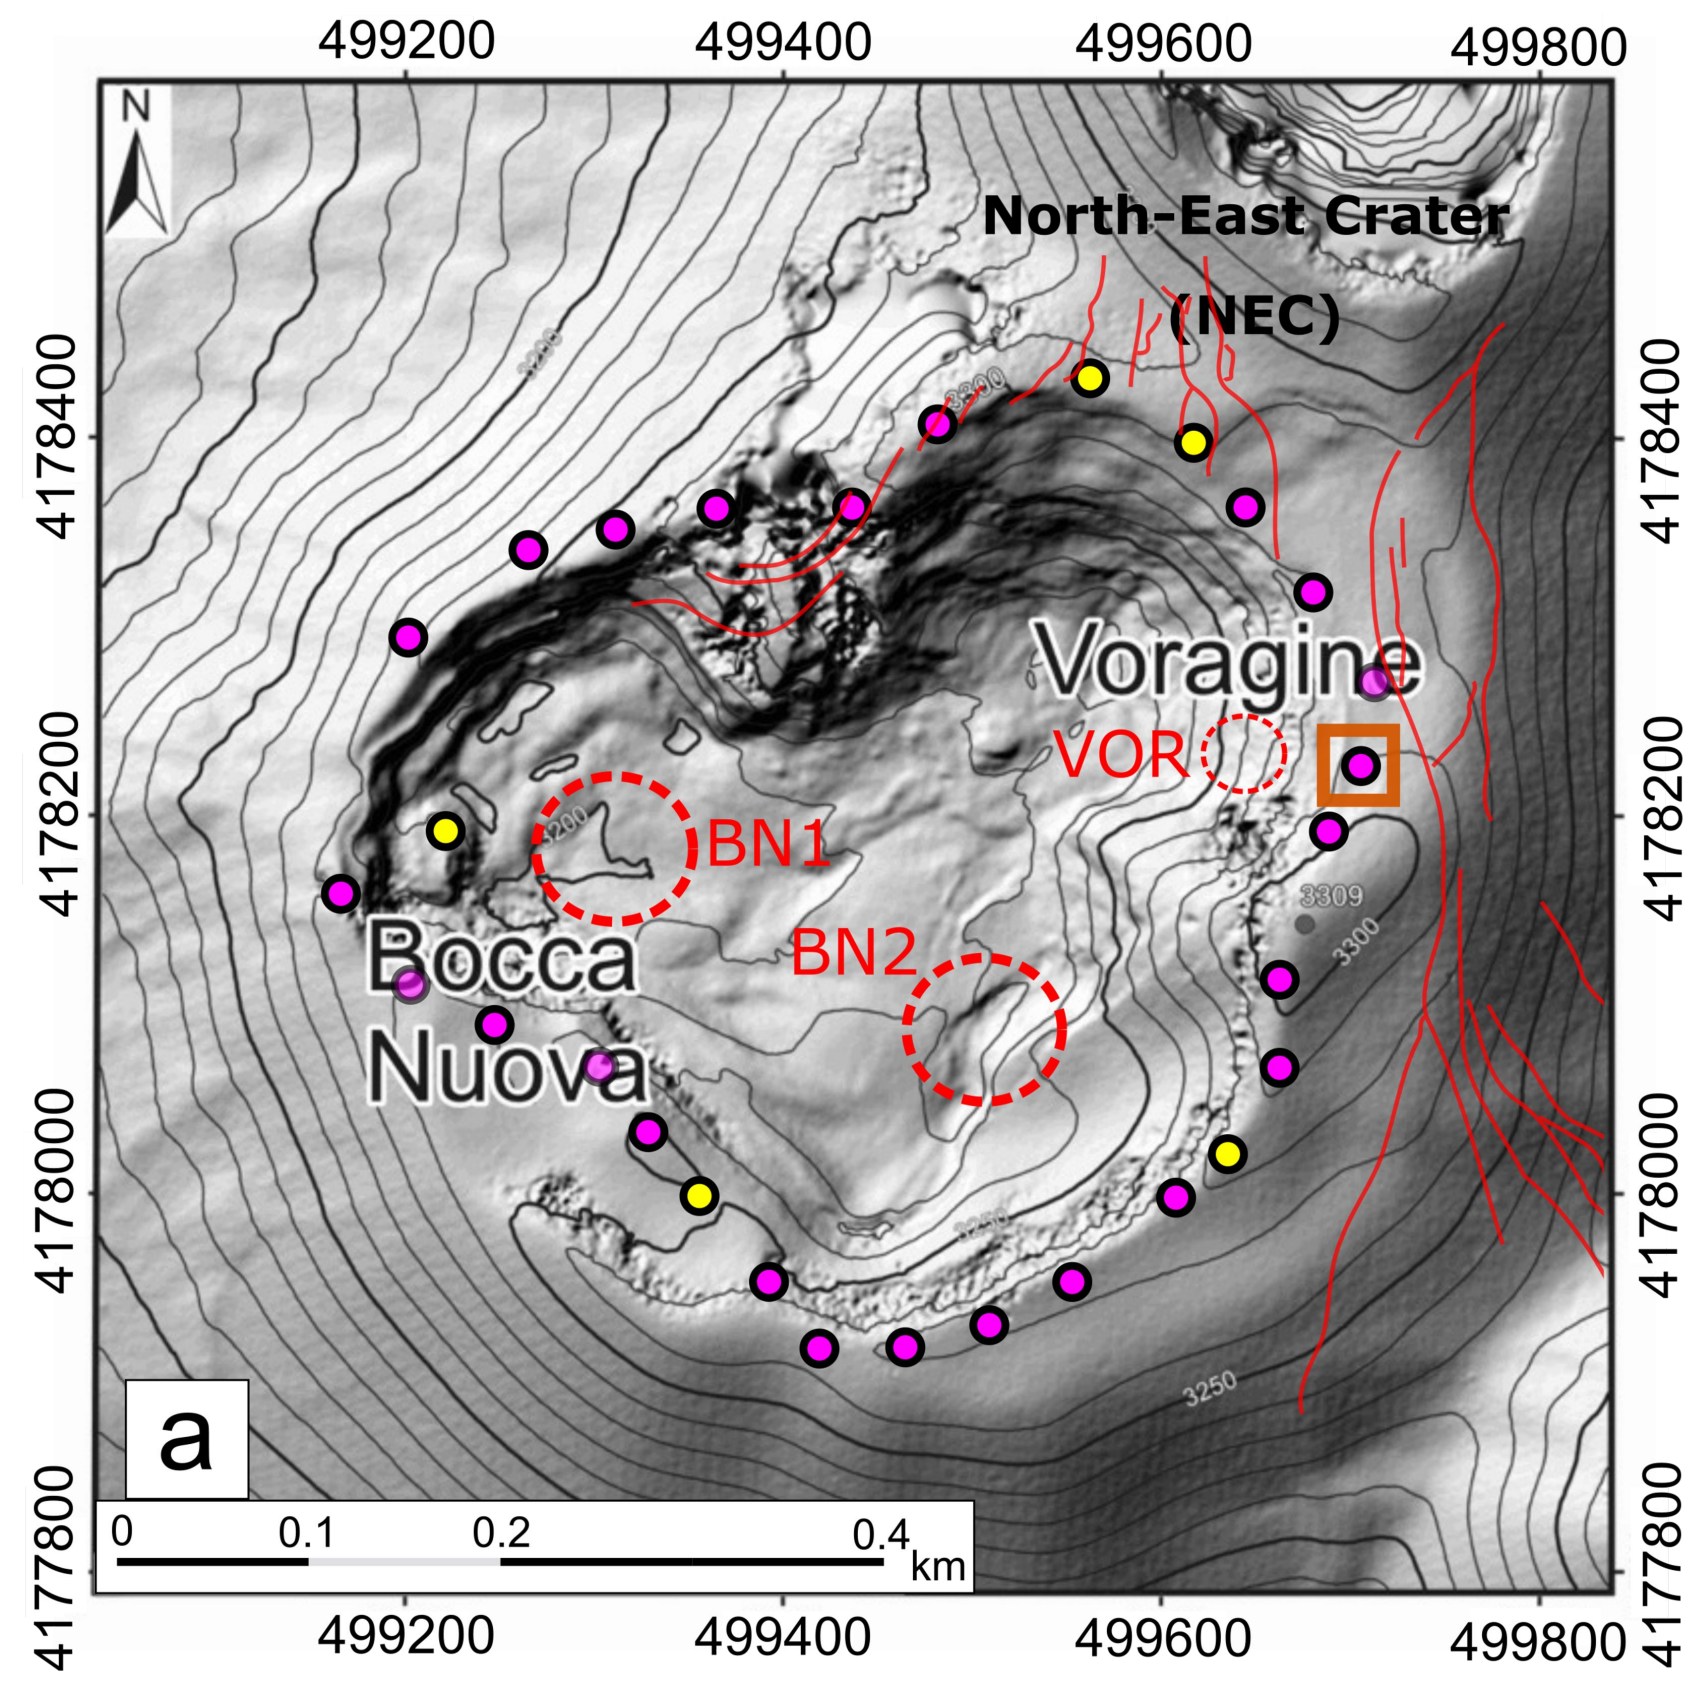 499200 499400 499600 499800
N
North-East Crater
(NEC)
3200
3300
4178400 4178400
Voragine
VOR
4178200 4178200
3200
BN1
3309
3300
Bocca
BN2
Nuova
4178000 4178000
3250
3250
a
4177800 4177800
0 0.1 0.2 0.4
km
499200 499400 499600 499800